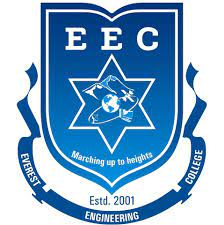 EEC
Marching up to heights
Estd. 2001
EVEREST
ENGINEERING
COLLEGE